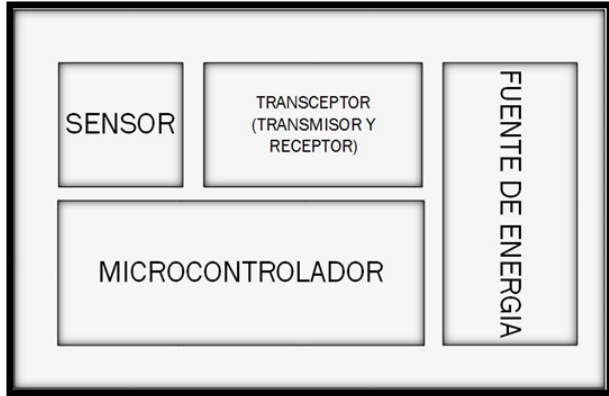 SENSOR
TRANSCEPTOR
(TRANSMISOR Y
RECEPTOR)
FUENTE DE ENERGIA
MICROCONTROLADOR